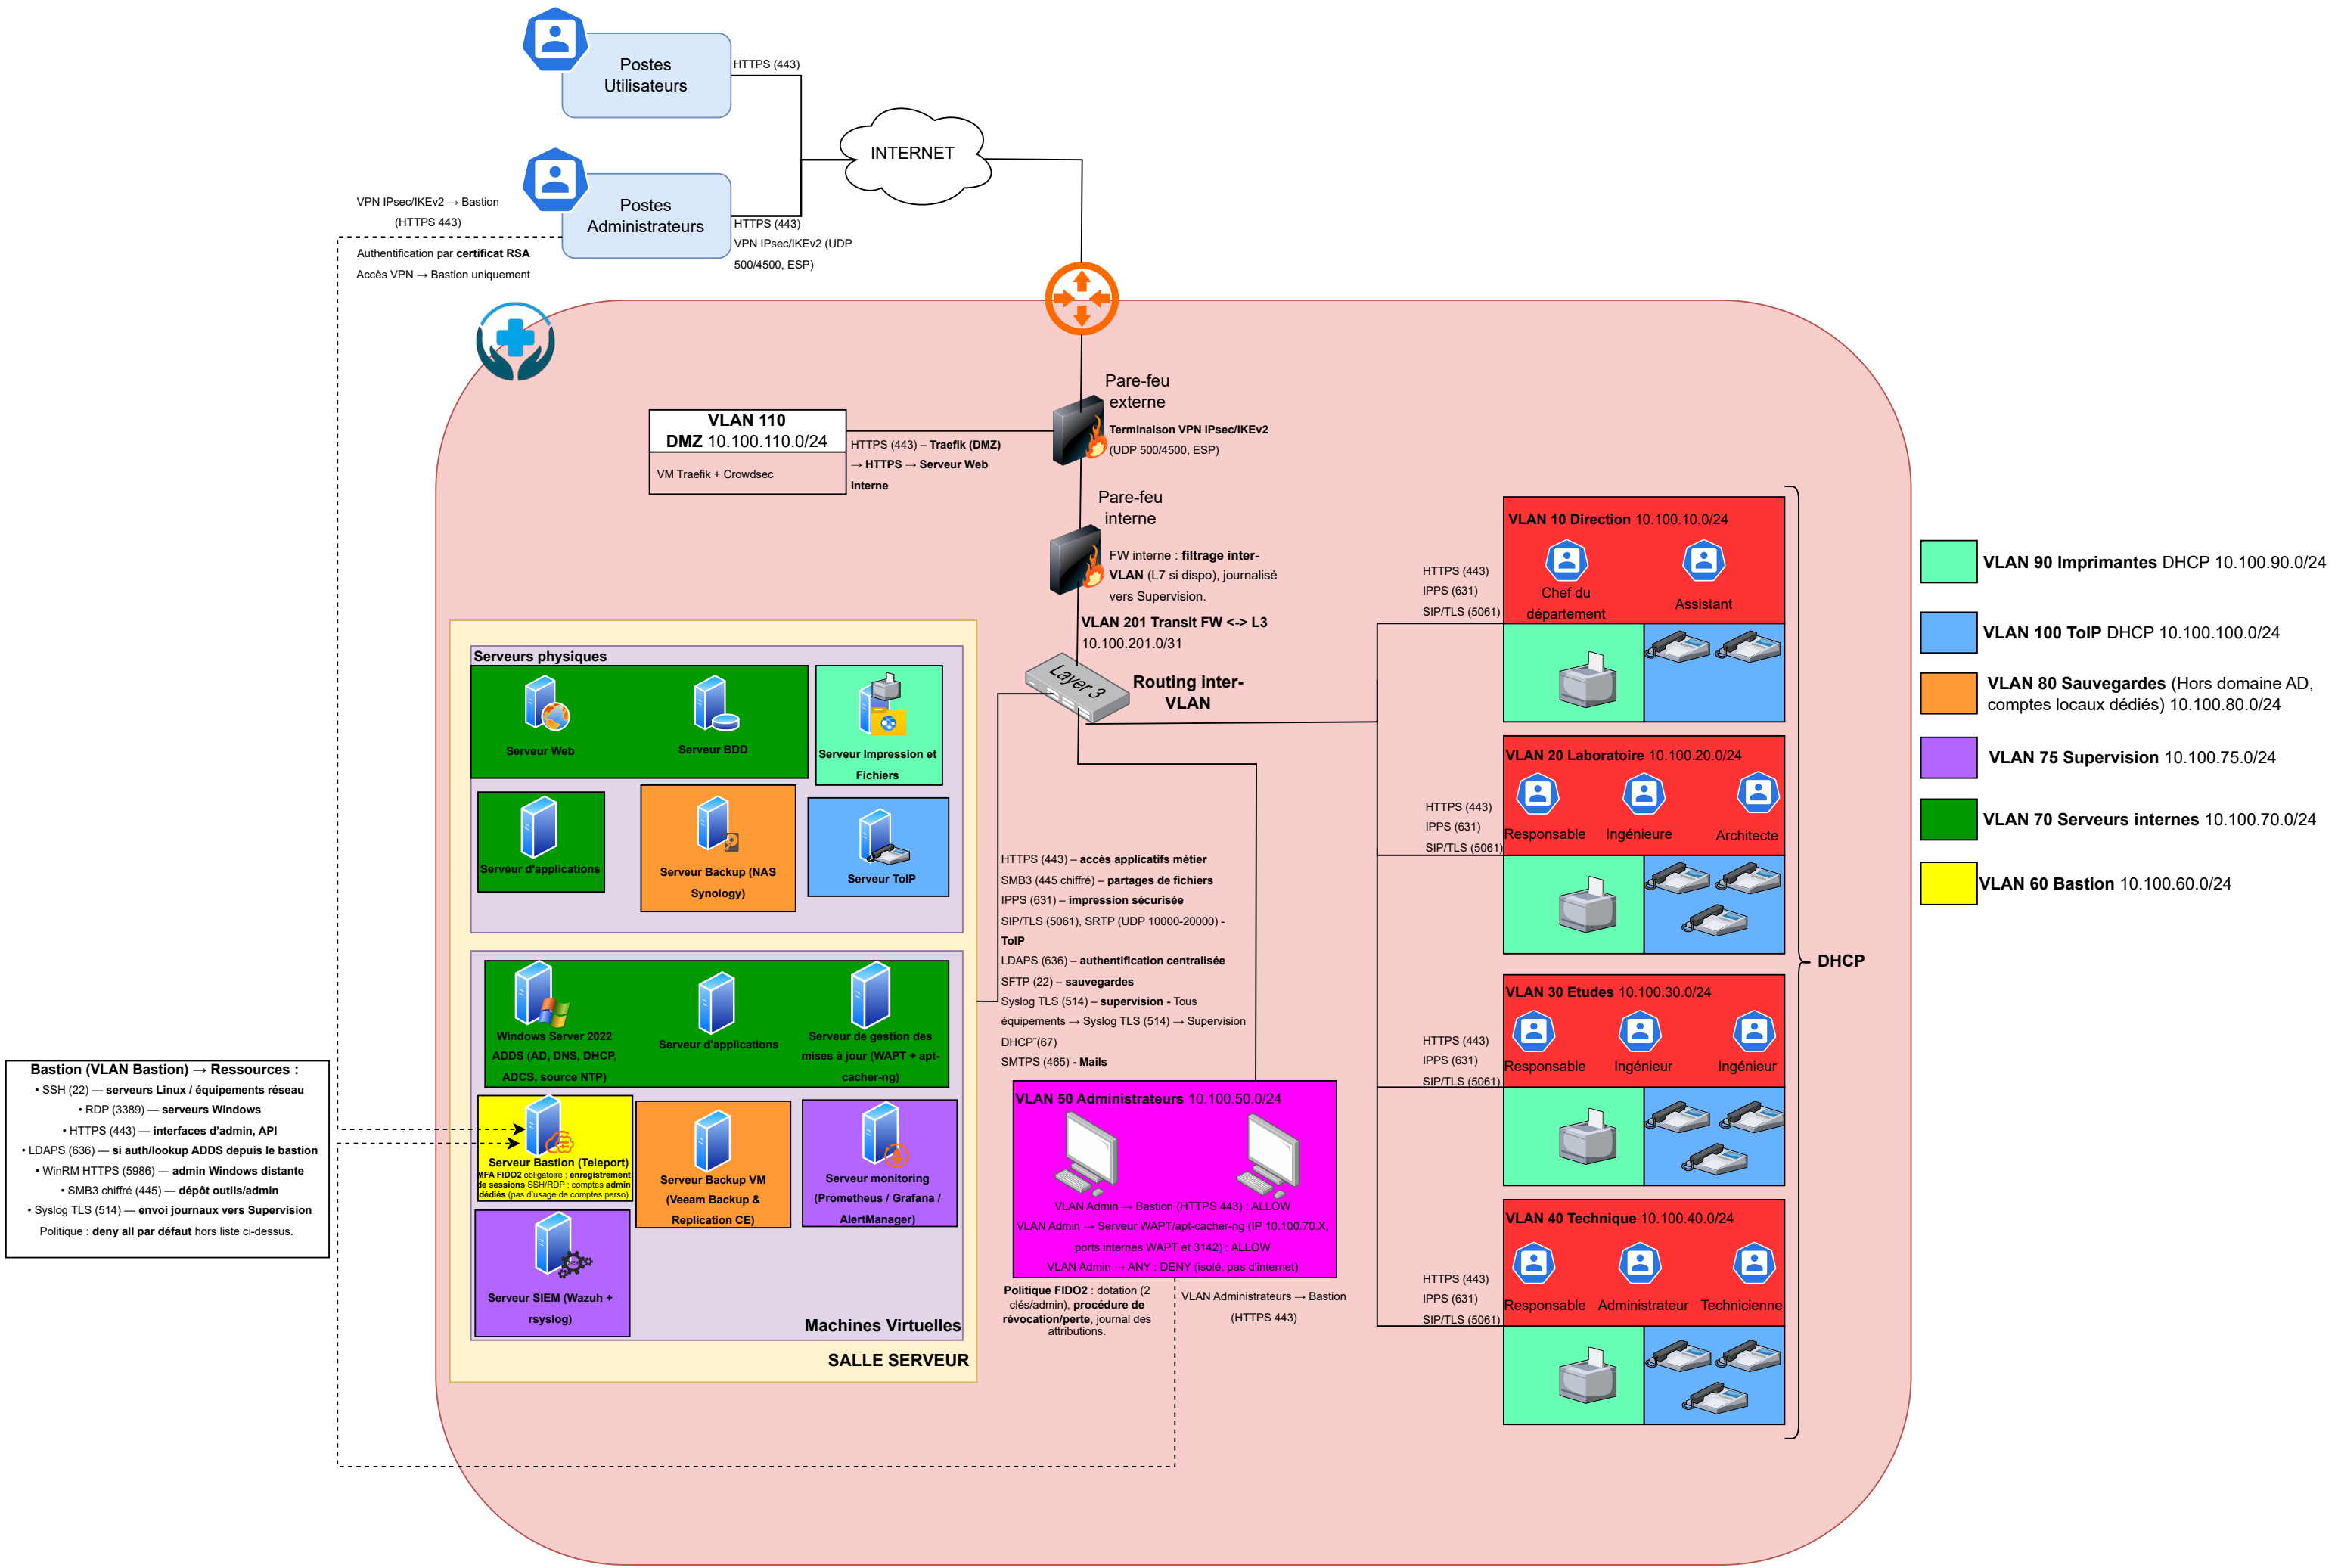 Postes
Utilisateurs
HTTPS (443)
INTERNET
Postes
Administrateurs
HTTPS (443)
VPN IPsec/IKEv2 (UDP
500/4500, ESP)
VPN IPsec/IKEv2 → Bastion
(HTTPS 443)
Authentification par certificat RSA
Accès VPN → Bastion uniquement
Pare-feu
externe
Terminaison VPN IPsec/IKEv2
(UDP 500/4500, ESP)
VLAN 110
DMZ 10.100.110.0/24
VM Traefik + Crowdsec
HTTPS (443) – Traefik (DMZ)
→ HTTPS → Serveur Web
interne
Pare-feu
interne
FW interne : filtrage inter-
VLAN (L7 si dispo), journalisé
vers Supervision.
VLAN 201 Transit FW <-> L3
10.100.201.0/31
Layer 3
Routing inter-
VLAN
Serveurs physiques
Serveur Web
Serveur BDD
Serveur Impression et
Fichiers
Serveur d'applications
Serveur Backup (NAS
Synology)
Serveur ToIP
Windows Server 2022
ADDS (AD, DNS, DHCP,
ADCS, source NTP)
Serveur d'applications
Serveur de gestion des
mises à jour (WAPT + apt-
cacher-ng)
Serveur Bastion (Teleport)
MFA FIDO2 obligatoire ; enregistrement
de sessions SSH/RDP ; comptes admin
dédiés (pas d'usage de comptes perso)
Serveur Backup VM
(Veeam Backup &
Replication CE)
Serveur monitoring
(Prometheus / Grafana /
AlertManager)
Serveur SIEM (Wazuh +
rsyslog)
Machines Virtuelles
SALLE SERVEUR
HTTPS (443) – accès applicatifs métier
SMB3 (445 chiffré) – partages de fichiers
IPPS (631) – impression sécurisée
SIP/TLS (5061), SRTP (UDP 10000-20000) -
ToIP
LDAPS (636) – authentification centralisée
SFTP (22) – sauvegardes
Syslog TLS (514) – supervision - Tous
équipements → Syslog TLS (514) → Supervision
DHCP¨(67)
SMTPS (465) - Mails
VLAN 50 Administrateurs 10.100.50.0/24
VLAN Admin → Bastion (HTTPS 443) : ALLOW
VLAN Admin → Serveur WAPT/apt-cacher-ng (IP 10.100.70.X,
ports internes WAPT et 3142) : ALLOW
VLAN Admin → ANY : DENY (isolé, pas d'internet)
Politique FIDO2 : dotation (2
clés/admin), procédure de
révocation/perte, journal des
attributions.
VLAN Administrateurs → Bastion
(HTTPS 443)
Bastion (VLAN Bastion) → Ressources :
• SSH (22) — serveurs Linux / équipements réseau
• RDP (3389) — serveurs Windows
• HTTPS (443) — interfaces d'admin, API
• LDAPS (636) — si auth/lookup ADDS depuis le bastion
• WinRM HTTPS (5986) — admin Windows distante
• SMB3 chiffré (445) — dépôt outils/admin
• Syslog TLS (514) — envoi journaux vers Supervision
Politique : deny all par défaut hors liste ci-dessus.
HTTPS (443)
IPPS (631)
SIP/TLS (5061)
VLAN 10 Direction 10.100.10.0/24
Chef du
département
Assistant
HTTPS (443)
IPPS (631)
SIP/TLS (5061)
VLAN 20 Laboratoire 10.100.20.0/24
Responsable
Ingénieure
Architecte
HTTPS (443)
IPPS (631)
SIP/TLS (5061)
VLAN 30 Etudes 10.100.30.0/24
Responsable
Ingénieur
Ingénieur
HTTPS (443)
IPPS (631)
SIP/TLS (5061)
VLAN 40 Technique 10.100.40.0/24
Responsable
Administrateur
Technicienne
DHCP
VLAN 90 Imprimantes DHCP 10.100.90.0/24
VLAN 100 ToIP DHCP 10.100.100.0/24
VLAN 80 Sauvegardes (Hors domaine AD,
comptes locaux dédiés) 10.100.80.0/24
VLAN 75 Supervision 10.100.75.0/24
VLAN 70 Serveurs internes 10.100.70.0/24
VLAN 60 Bastion 10.100.60.0/24